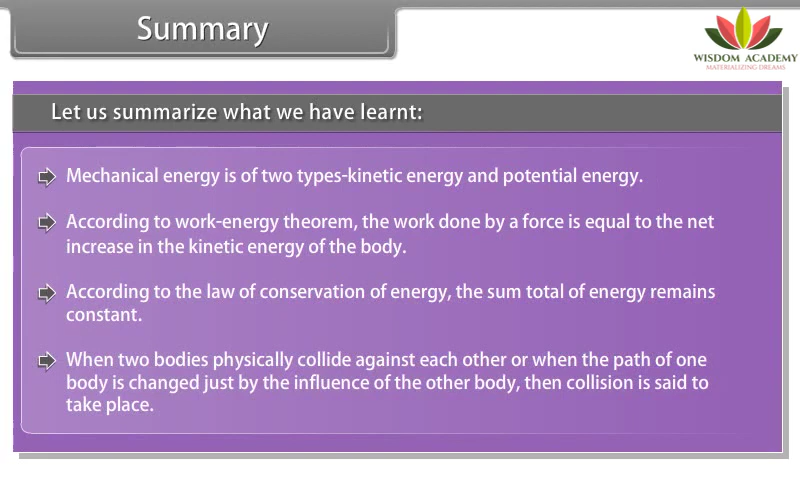 Summary
WISDOM ACADEMY
MATERIALIZING DREAMS
Let us summarize what we have learnt:
Mechanical energy is of two types-kinetic energy and potential energy.
According to work-energy theorem, the work done by a force is equal to the net
increase in the kinetic energy of the body.
According to the law of conservation of energy, the sum total of energy remains
constant.
When two bodies physically collide against each other or when the path of one
body is changed just by the influence of the other body, then collision is said to
take place.